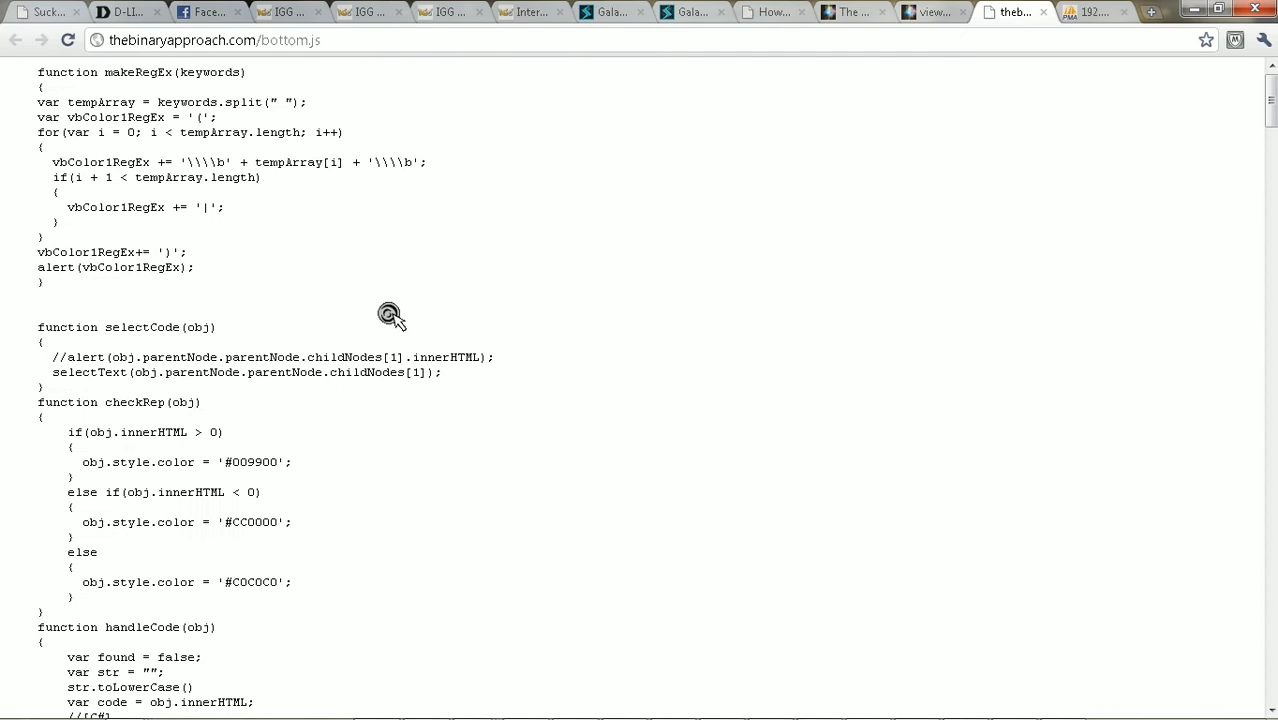 Suck
D-LI
Face
IGG ...
IGG ...
IGG ...
Inter
Gala
Gala
How
The ...
view
theb
192.
thebinaryapproach.com/bottom.js
function makeRegEx(keywords)
{
var tempArray = keywords.split(" ");
var vbColor1RegEx = '(';
for(var i = 0; i < tempArray.length; i++)
{
vbColor1RegEx += '\\\\b' + tempArray[i] + '\\\\b';
if(i + 1 < tempArray.length)
{
vbColor1RegEx += '|';
}
}
vbColor1RegEx+= ')';
alert(vbColor1RegEx);
}
function selectCode(obj)
{
//alert(obj.parentNode.parentNode.childNodes[1].innerHTML);
selectText(obj.parentNode.parentNode.childNodes[1]);
}
function checkRep(obj)
{
if(obj.innerHTML > 0)
{
obj.style.color = '#009900';
}
else if(obj.innerHTML < 0)
{
obj.style.color = '#CC0000';
}
else
{
obj.style.color = '#C0C0C0';
}
}
function handleCode(obj)
{
var found = false;
var str = "";
str.toLowerCase()
var code = obj.innerHTML;
//[C#]